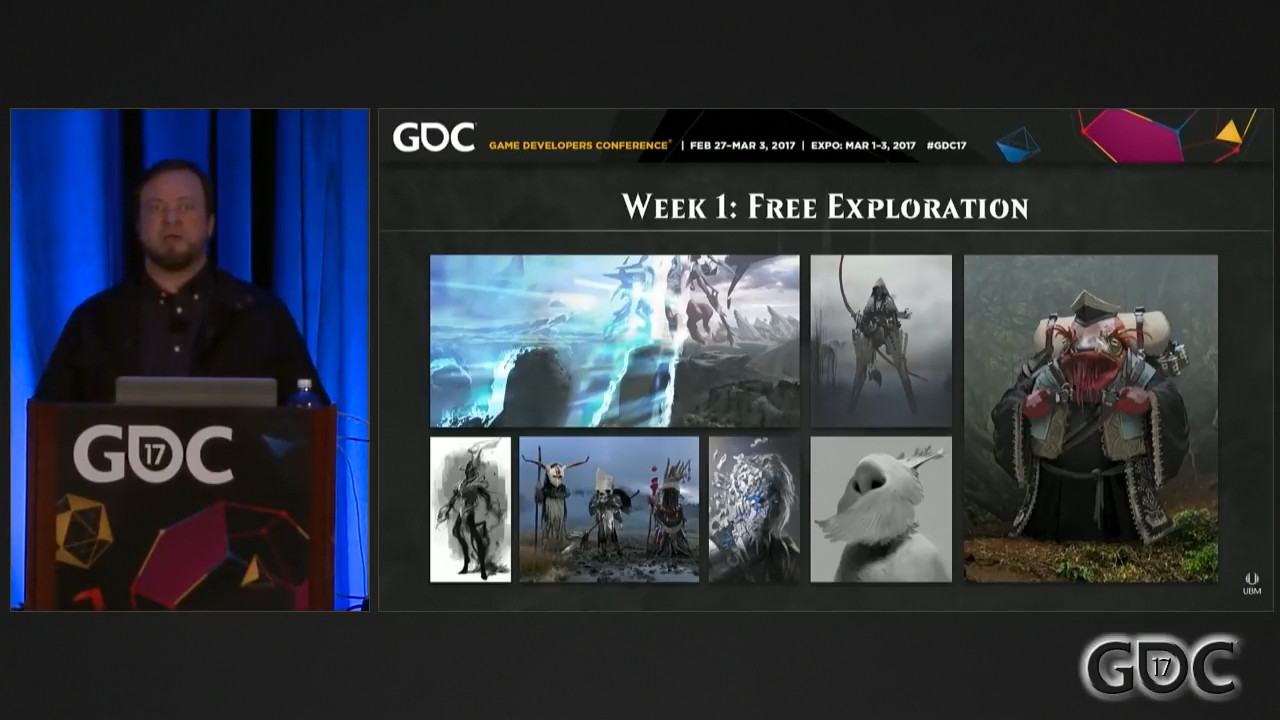 GDC
GAME DEVELOPERS CONFERENCE® | FEB 27–MAR 3, 2017 | EXPO: MAR 1–3, 2017 #GDC17
WEEK 1: FREE EXPLORATION
GDC
17
UBM
GDC
17